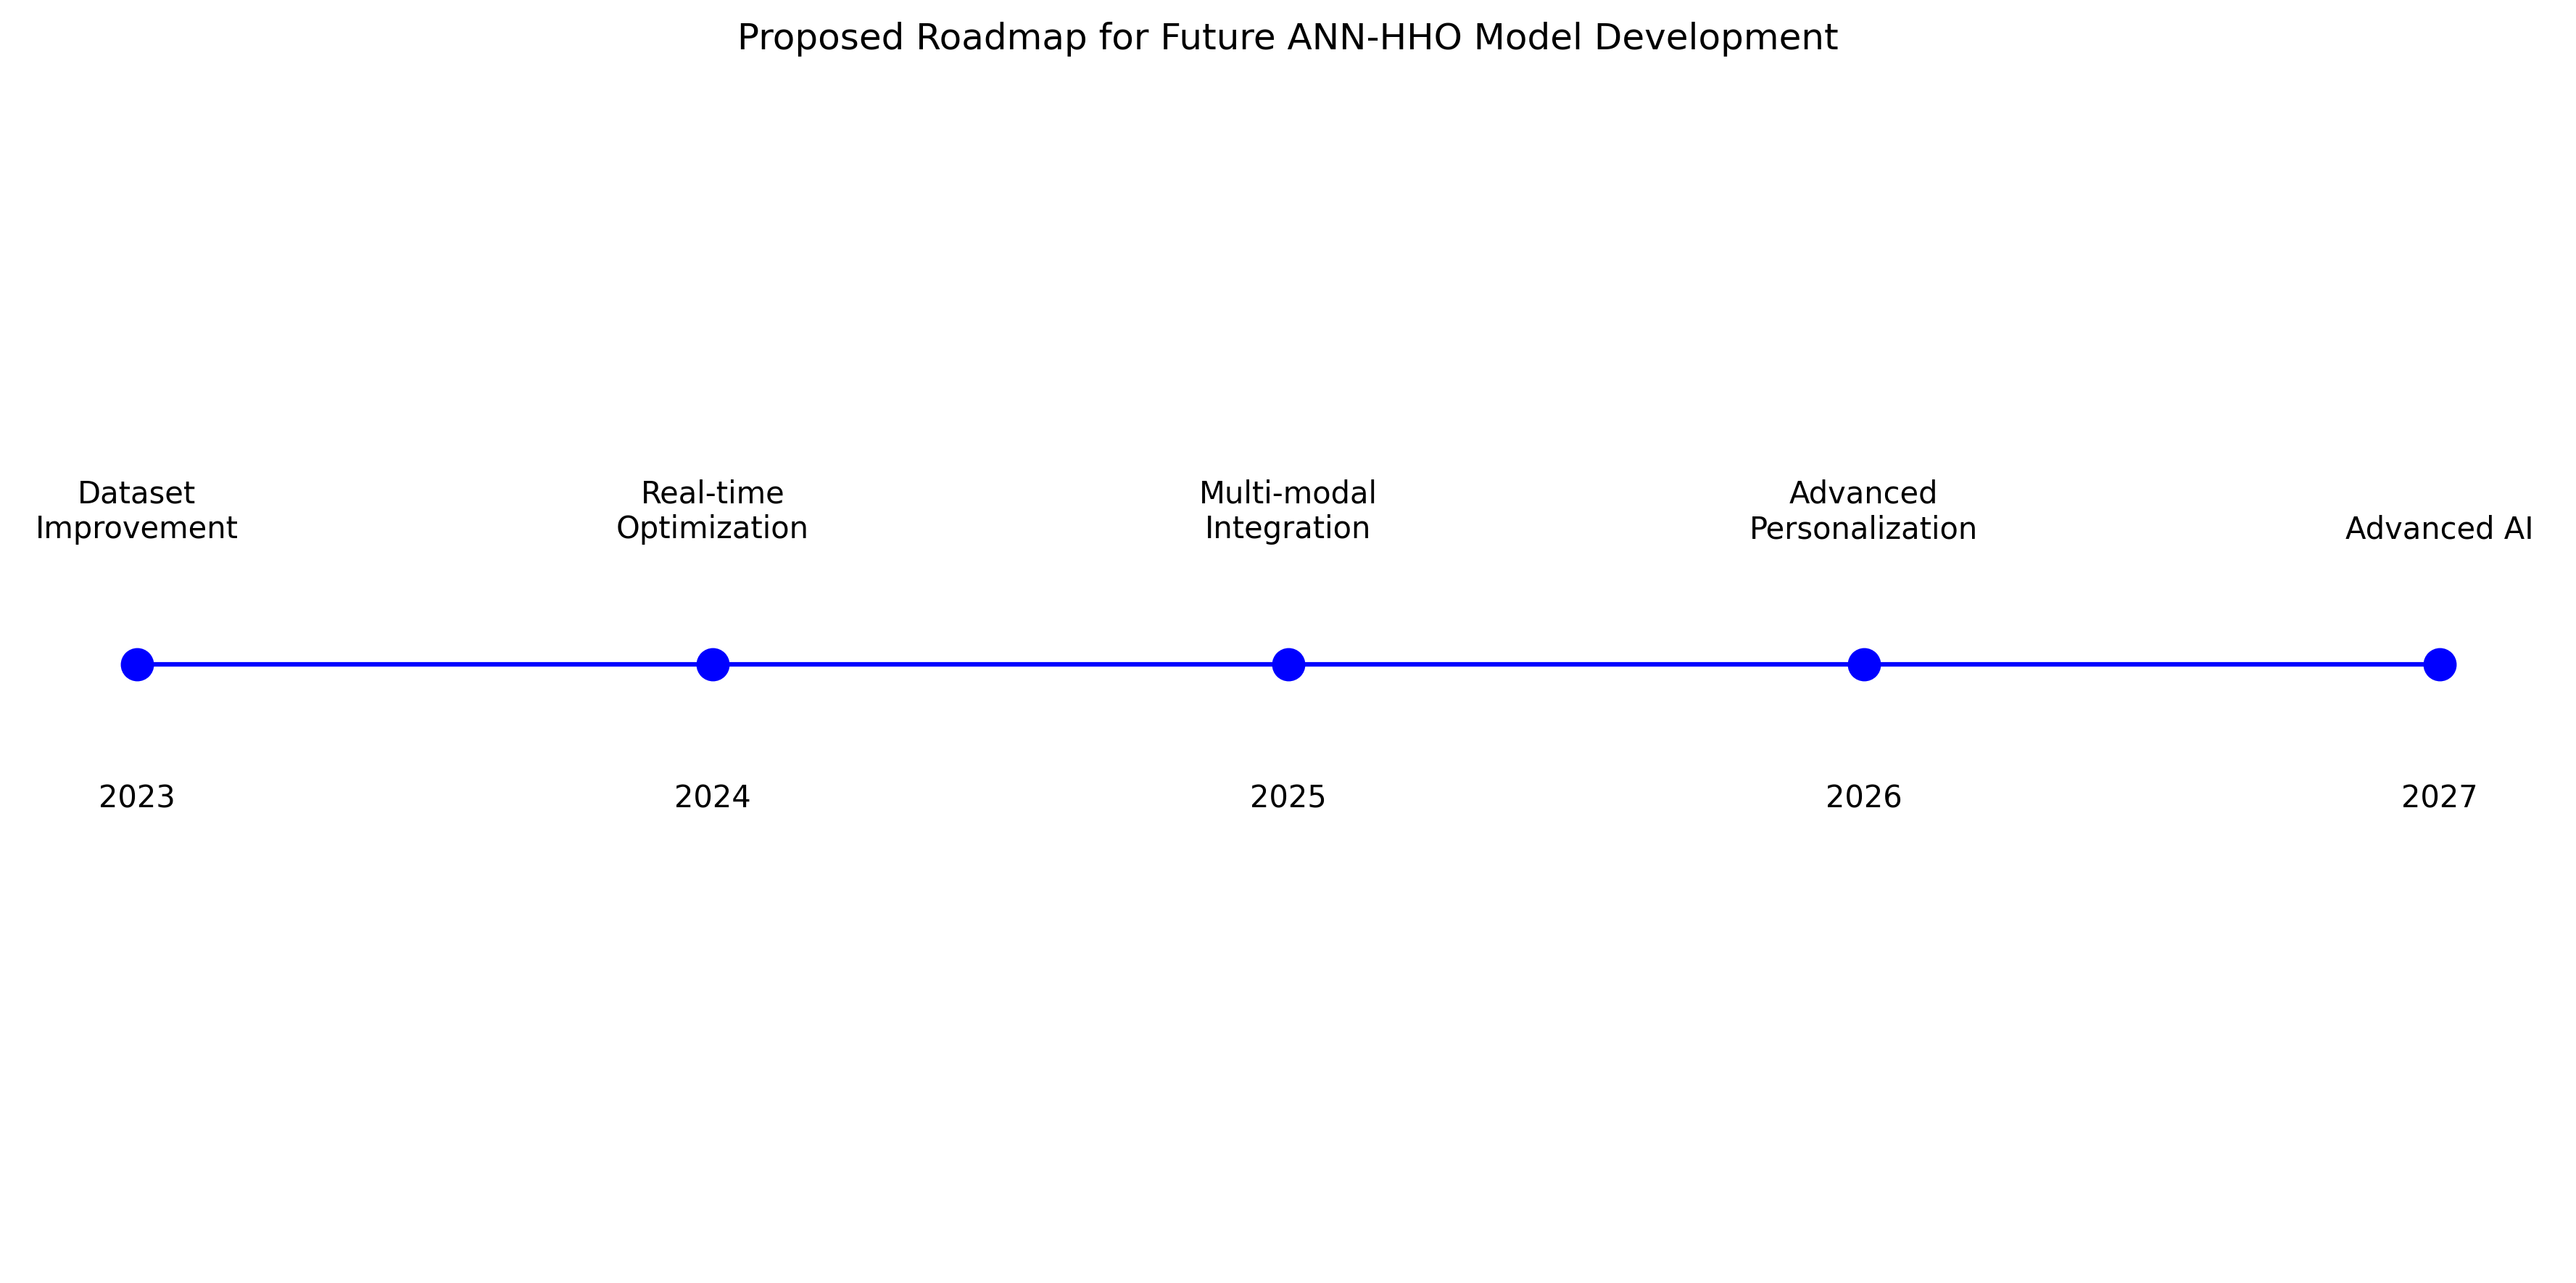 Proposed Roadmap for Future ANN-HHO Model Development
Dataset
Improvement
Real-time
Optimization
Multi-modal
Integration
Advanced
Personalization
Advanced AI
2023
2024
2025
2026
2027